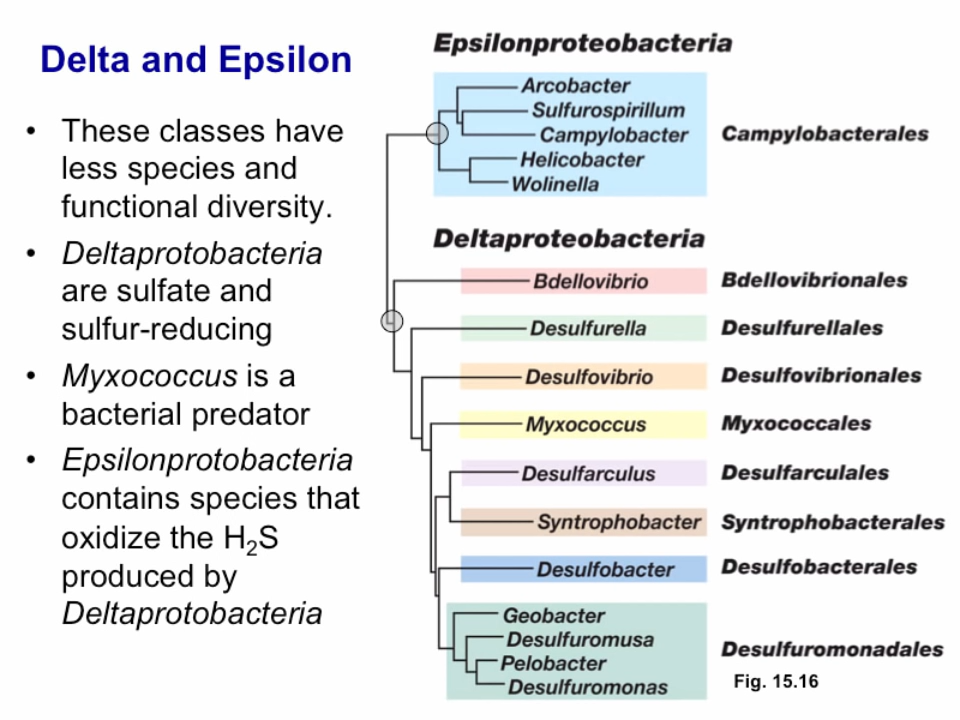 Delta and Epsilon
• These classes have
less species and
functional diversity.
• Deltaprotobacteria
are sulfate and
sulfur-reducing
• Myxococcus is a
bacterial predator
• Epsilonprotobacteria
contains species that
oxidize the H₂S
produced by
Deltaprotobacteria
Epsilonproteobacteria
Arcobacter
Sulfurospirillum
Campylobacter
Helicobacter
Wolinella
Campylobacterales
Deltaproteobacteria
Bdellovibrio Bdellovibrionales
Desulfurella Desulfurellales
Desulfovibrio Desulfovibrionales
Myxococcus Myxococcales
Desulfarculus Desulfarculales
Syntrophobacter Syntrophobacterales
Desulfobacter Desulfobacterales
Geobacter
Desulfuromusa
Pelobacter
Desulfuromonas
Desulfuromonadales
Fig. 15.16